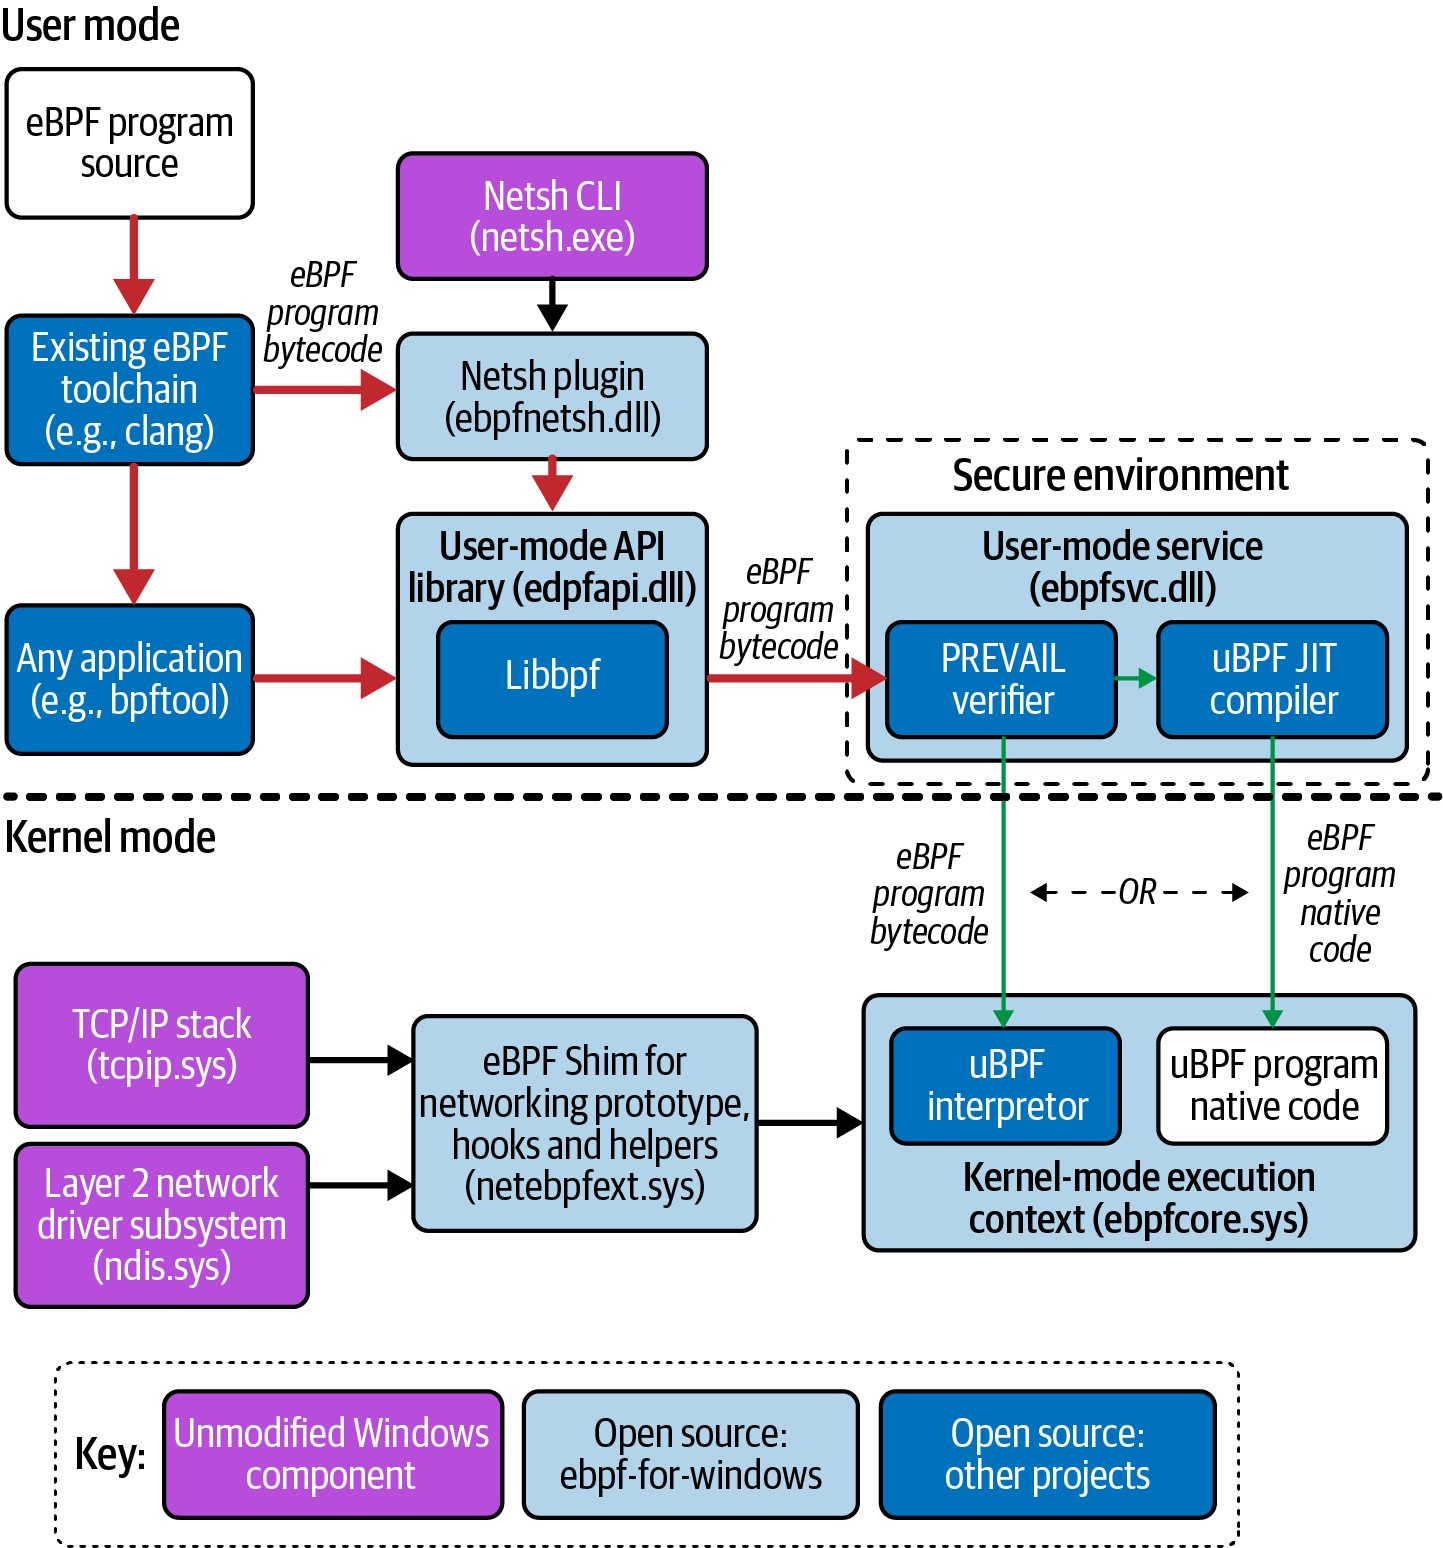 User mode
eBPF program
source
Netsh CLI
(netsh.exe)
eBPF
program
bytecode
Existing eBPF
toolchain
(e.g., clang)
Netsh plugin
(ebpfnetsh.dll)
Secure environment
User-mode API
library (edpfapi.dll)
Libbpf
eBPF
program
bytecode
User-mode service
(ebpfsvc.dll)
PREVAIL
verifier
uBPF JIT
compiler
Any application
(e.g., bpftool)
Kernel mode
eBPF
program
bytecode
OR
eBPF
program
native
code
TCP/IP stack
(tcpip.sys)
Layer 2 network
driver subsystem
(ndis.sys)
eBPF Shim for
networking prototype,
hooks and helpers
(netebpfext.sys)
uBPF
interpretor
uBPF program
native code
Kernel-mode execution
context (ebpfcore.sys)
Key:
Unmodified Windows
component
Open source:
ebpf-for-windows
Open source:
other projects